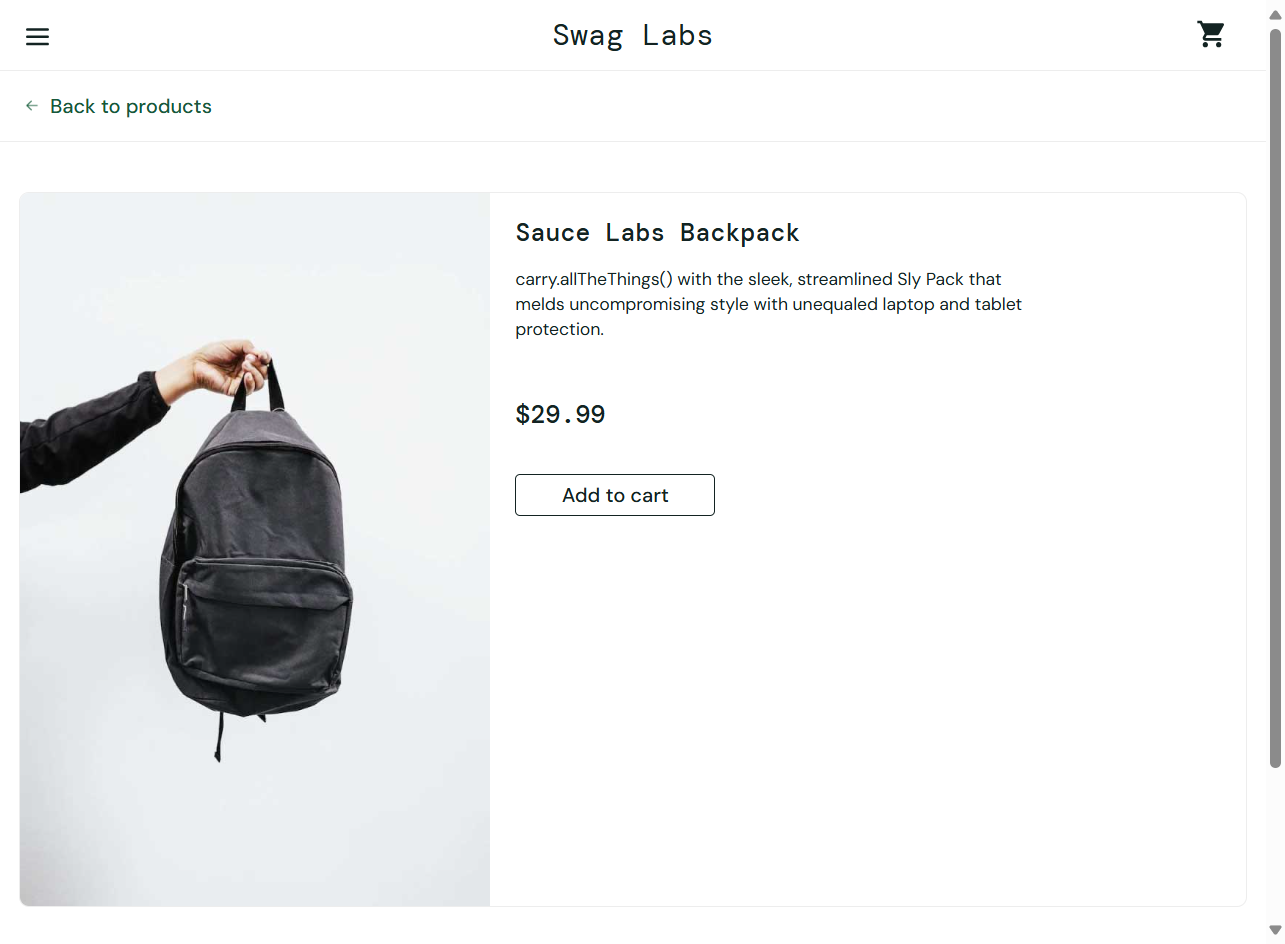 Swag Labs
Back to products
Sauce Labs Backpack
carry.allTheThings() with the sleek, streamlined Sly Pack that
melds uncompromising style with unequaled laptop and tablet
protection.
$29.99
Add to cart